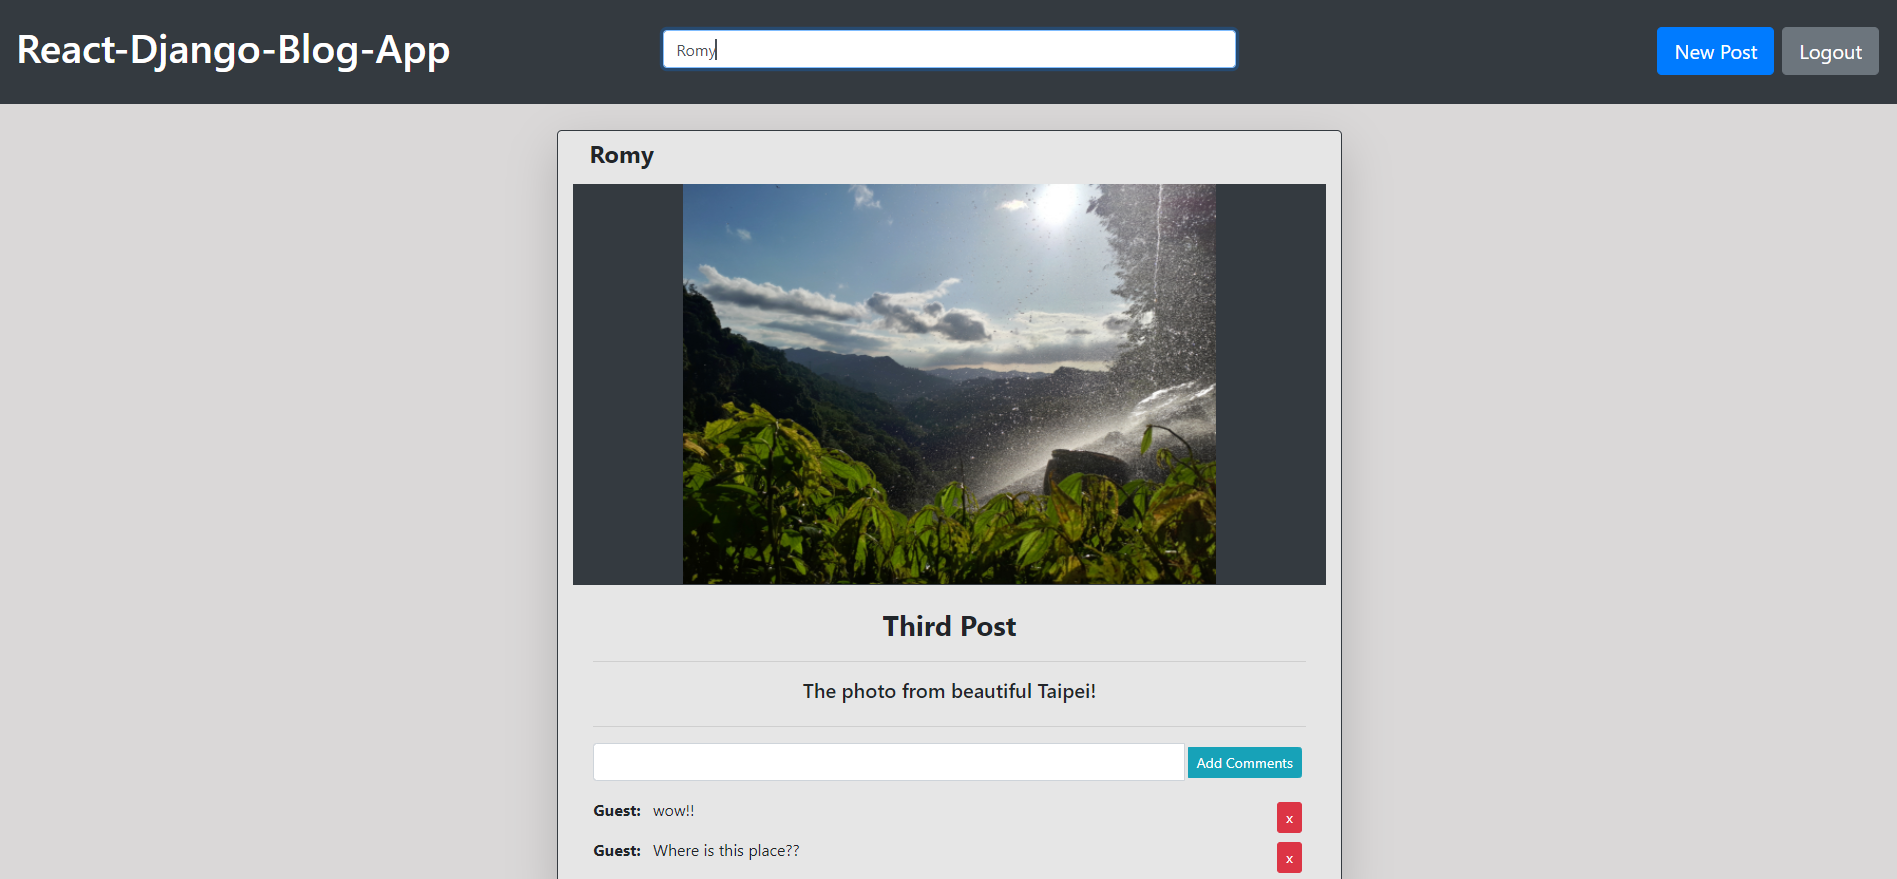 React-Django-Blog-App
Romy
New Post
Logout
Romy
Third Post
The photo from beautiful Taipei!
Add Comments
Guest: wow!!
x
Guest: Where is this place??
x